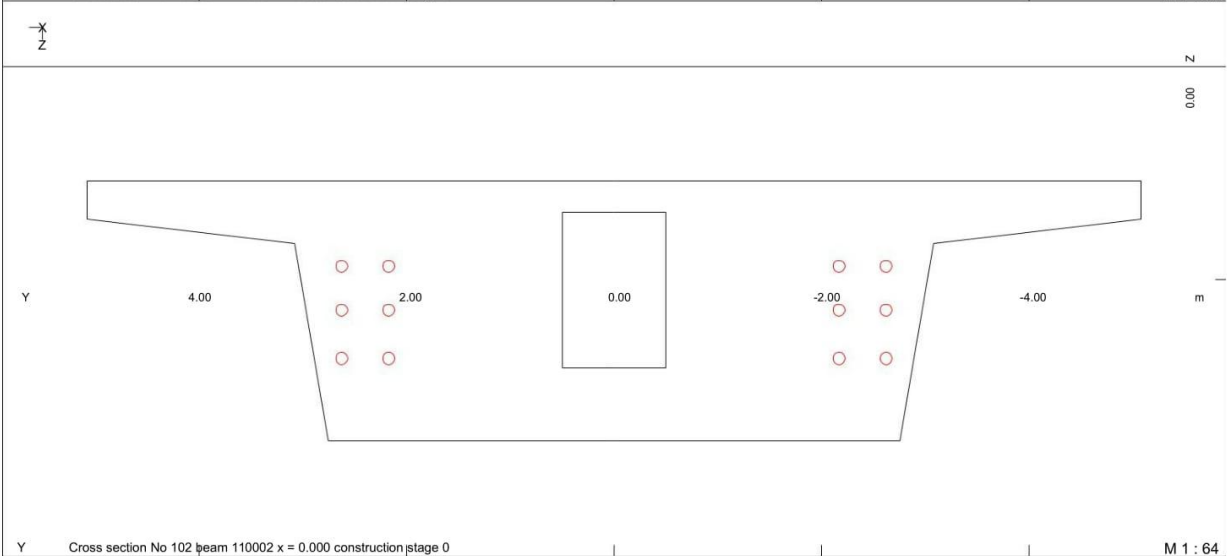 X
Z
Z
0.00
Y 4.00 2.00 0.00 -2.00 -4.00 m
Y Cross section No 102 beam 110002 x = 0.000 construction stage 0 M 1 : 64